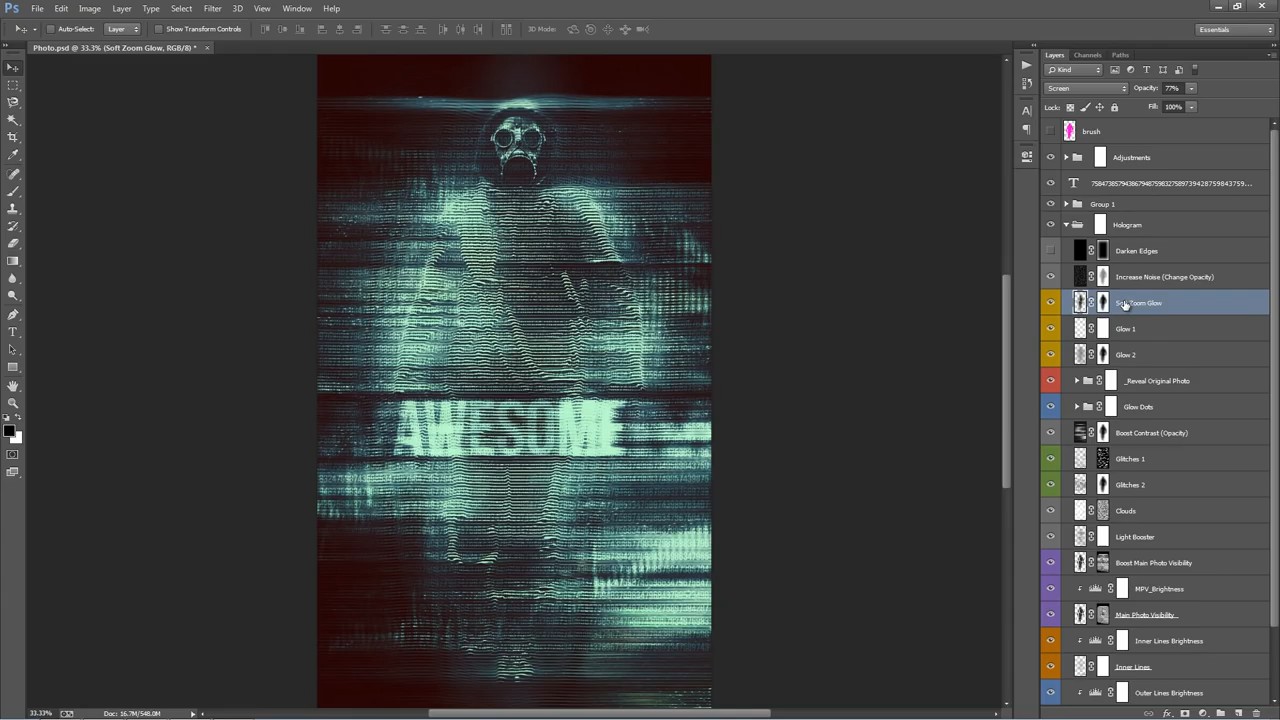 Ps File Edit Image Layer Type Select Filter 3D View Window Help
Auto-Select: Layer Show Transform Controls 3D Mode: Essentials
Photo.psd @ 33.3% (Soft Zoom Glow, RGB/8) *
Layers Channels Paths
Kind
Screen Opacity: 77%
Lock: Fill: 100%
brush
Adjustments
Group 1
Hologram
Darken Edges
Increase Noise (Change Opacity)
Soft Zoom Glow
Glow 1
Glow 2
_Reveal Original Photo
Glow Dots
Boost Contrast (Opacity)
Glitches 1
Glitches 2
Clouds
Light Booster
Boost Main Photo Visibility
MPV_Brightness
Main Photo Visibility
Inner Lines Brightness
Inner Lines
Outer Lines Brightness
33.33% Doc: 16.7M/548.0M